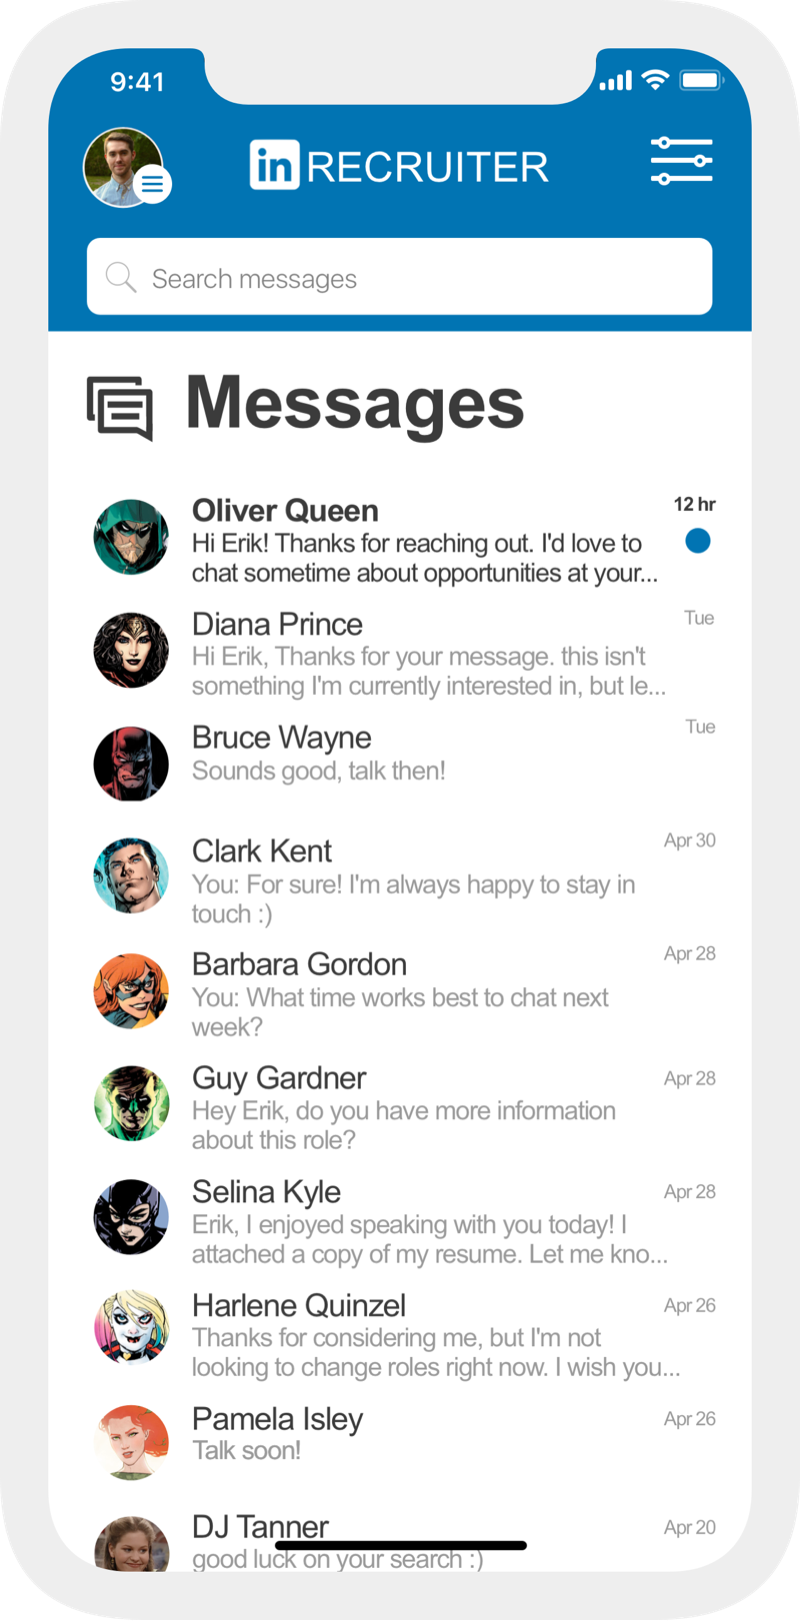 9:41
in RECRUITER
Search messages
Messages
Oliver Queen
12 hr
Hi Erik! Thanks for reaching out. I'd love to
chat sometime about opportunities at your...
Diana Prince
Tue
Hi Erik, Thanks for your message. this isn't
something I'm currently interested in, but le...
Bruce Wayne
Tue
Sounds good, talk then!
Clark Kent
Apr 30
You: For sure! I'm always happy to stay in
touch :)
Barbara Gordon
Apr 28
You: What time works best to chat next
week?
Guy Gardner
Apr 28
Hey Erik, do you have more information
about this role?
Selina Kyle
Apr 28
Erik, I enjoyed speaking with you today! I
attached a copy of my resume. Let me kno...
Harlene Quinzel
Apr 26
Thanks for considering me, but I'm not
looking to change roles right now. I wish you...
Pamela Isley
Apr 26
Talk soon!
DJ Tanner
Apr 20
good luck on your search :)